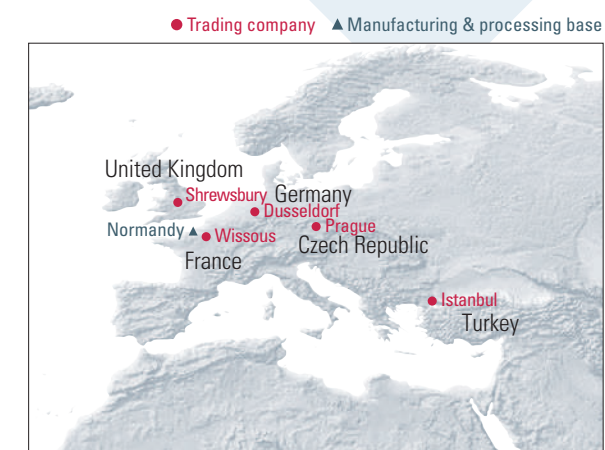 ● Trading company ▲ Manufacturing & processing base
United Kingdom
Shrewsbury
Germany
Dusseldorf
Normandy
Wissous
Prague
Czech Republic
France
Istanbul
Turkey